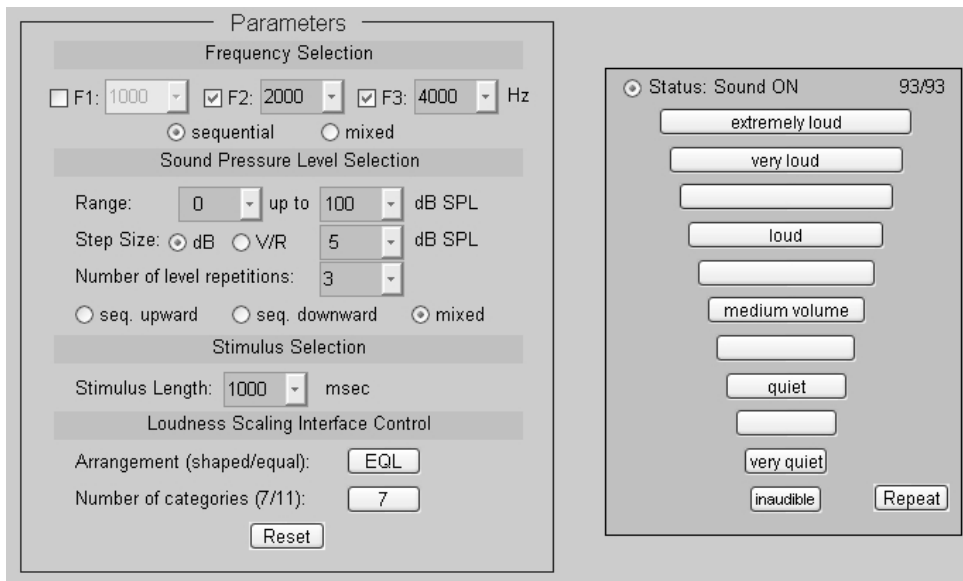 Parameters
Frequency Selection
F1: 1000 F2: 2000 F3: 4000 Hz
sequential mixed
Sound Pressure Level Selection
Range: 0 up to 100 dB SPL
Step Size: dB V/R 5 dB SPL
Number of level repetitions: 3
seq. upward seq. downward mixed
Stimulus Selection
Stimulus Length: 1000 msec
Loudness Scaling Interface Control
Arrangement (shaped/equal): EQL
Number of categories (7/11): 7
Reset
Status: Sound ON 93/93
extremely loud
very loud
loud
medium volume
quiet
very quiet
inaudible Repeat